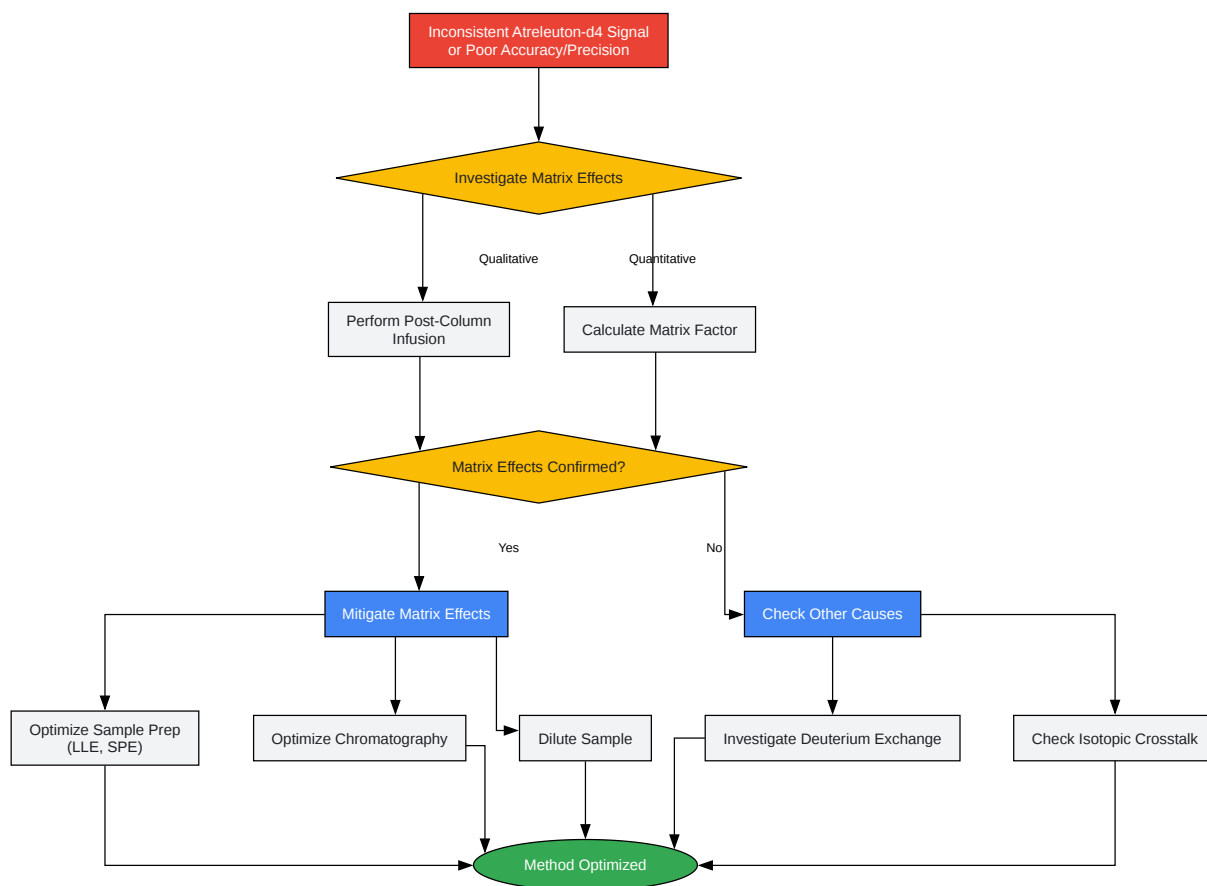 Inconsistent Atreleuton-d4 Signal
or Poor Accuracy/Precision
Investigate Matrix Effects
Qualitative
Quantitative
Perform Post-Column
Infusion
Calculate Matrix Factor
Matrix Effects Confirmed?
Yes
No
Mitigate Matrix Effects
Check Other Causes
Optimize Sample Prep
(LLE, SPE)
Optimize Chromatography
Dilute Sample
Investigate Deuterium Exchange
Check Isotopic Crosstalk
Method Optimized